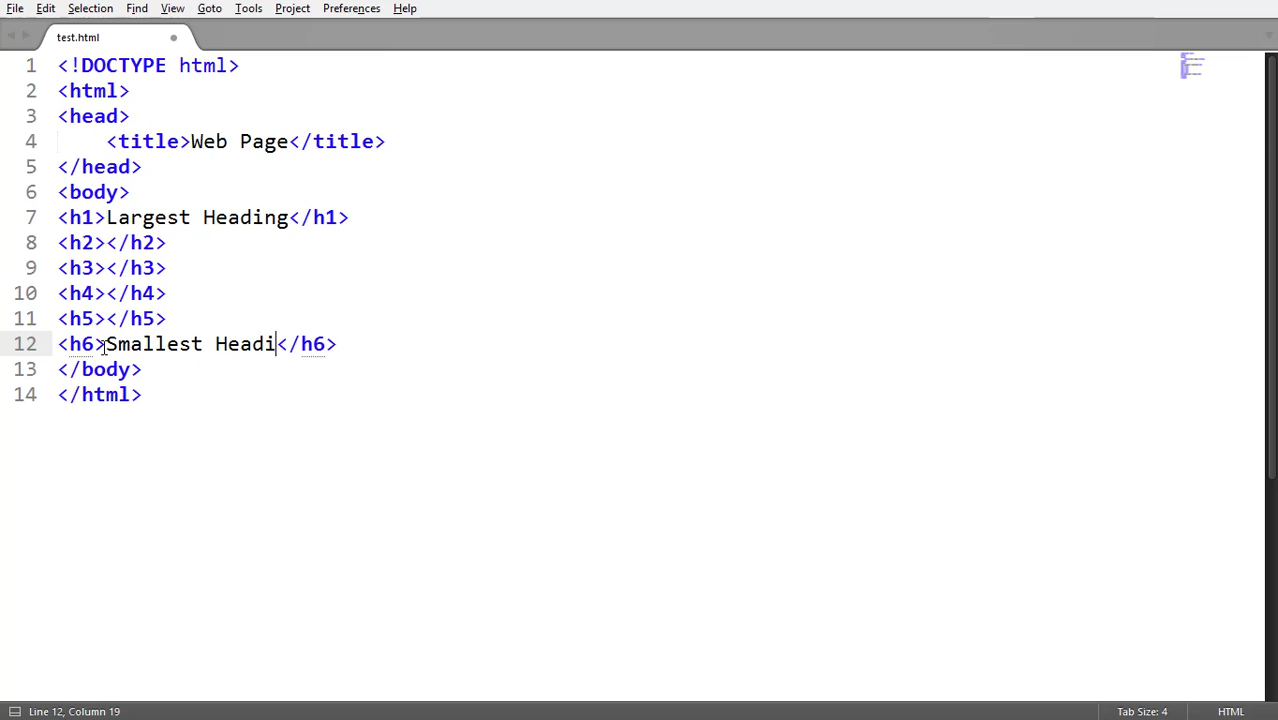 File Edit Selection Find View Goto Tools Project Preferences Help
test.html
1 <!DOCTYPE html>
2 <html>
3 <head>
4 <title>Web Page</title>
5 </head>
6 <body>
7 <h1>Largest Heading</h1>
8 <h2></h2>
9 <h3></h3>
10 <h4></h4>
11 <h5></h5>
12 <h6>Smallest Headi</h6>
13 </body>
14 </html>
Line 12, Column 19 Tab Size: 4 HTML